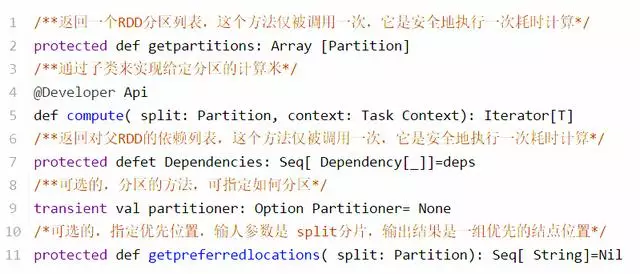 1 /**返回一个RDD分区列表，这个方法仅被调用一次，它是安全地执行一次耗时计算*/
2 protected def getpartitions: Array [Partition]
3 /**通过子类来实现给定分区的计算米*/
4 @Developer Api
5 def compute( split: Partition, context: Task Context): Iterator[T]
6 /**返回对父RDD的依赖列表，这个方法仅被调用一次，它是安全地执行一次耗时计算*/
7 protected defet Dependencies: Seq[ Dependency[_]]=deps
8 /**可选的，分区的方法，可指定如何分区*/
9 transient val partitioner: Option Partitioner= None
10 /*可选的，指定优先位置，输人参数是 split分片，输出结果是一组优先的结点位置*/
11 protected def getpreferredlocations( split: Partition): Seq[ String]=Nil